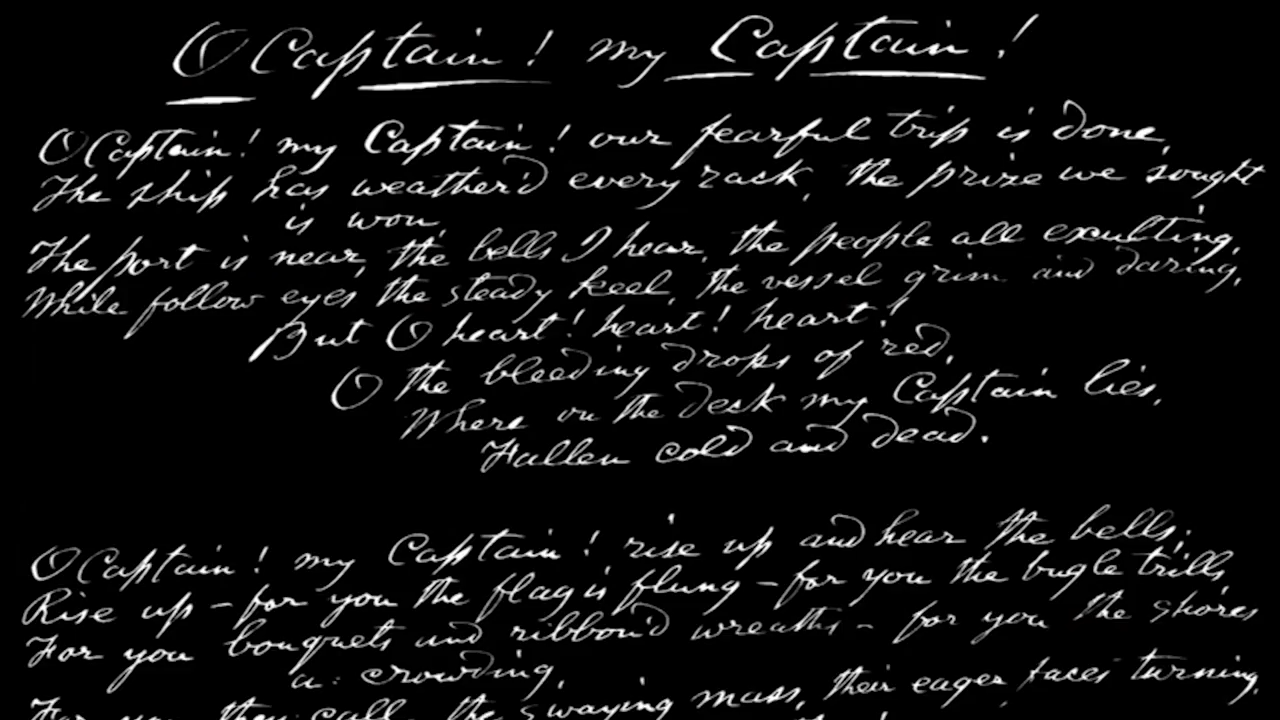 O Captain! my Captain!
O Captain! my Captain! our fearful trip is done,
The ship has weather'd every rack, the prize we sought
is won,
The port is near, the bells I hear, the people all exulting,
While follow eyes the steady keel, the vessel grim and daring,
But O heart! heart! heart!
O the bleeding drops of red,
Where on the deck my Captain lies,
Fallen cold and dead.
O Captain! my Captain! rise up and hear the bells;
Rise up – for you the flag is flung – for you the bugle trills,
For you bouquets and ribbon'd wreaths – for you the shores
a: crowding,
For you they call, the swaying mass, their eager faces turning,